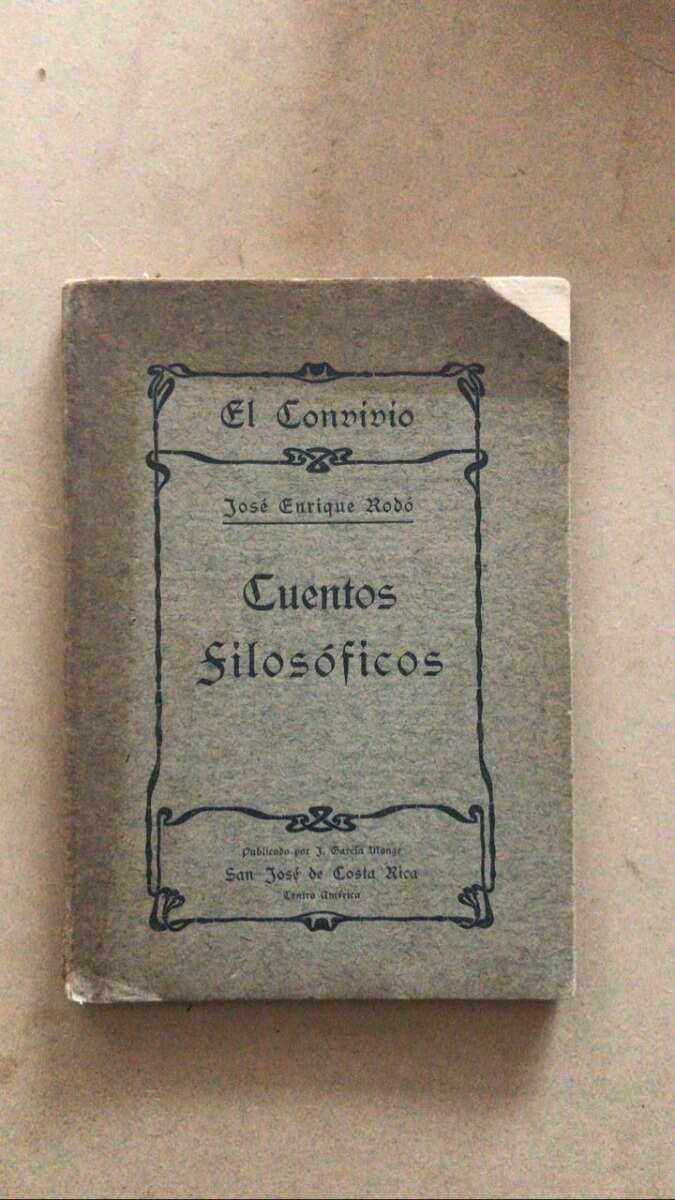 El Convivio
José Enrique Rodó
Cuentos
Filosóficos
Publicado por J. García Monge
San José de Costa Rica
Centro América